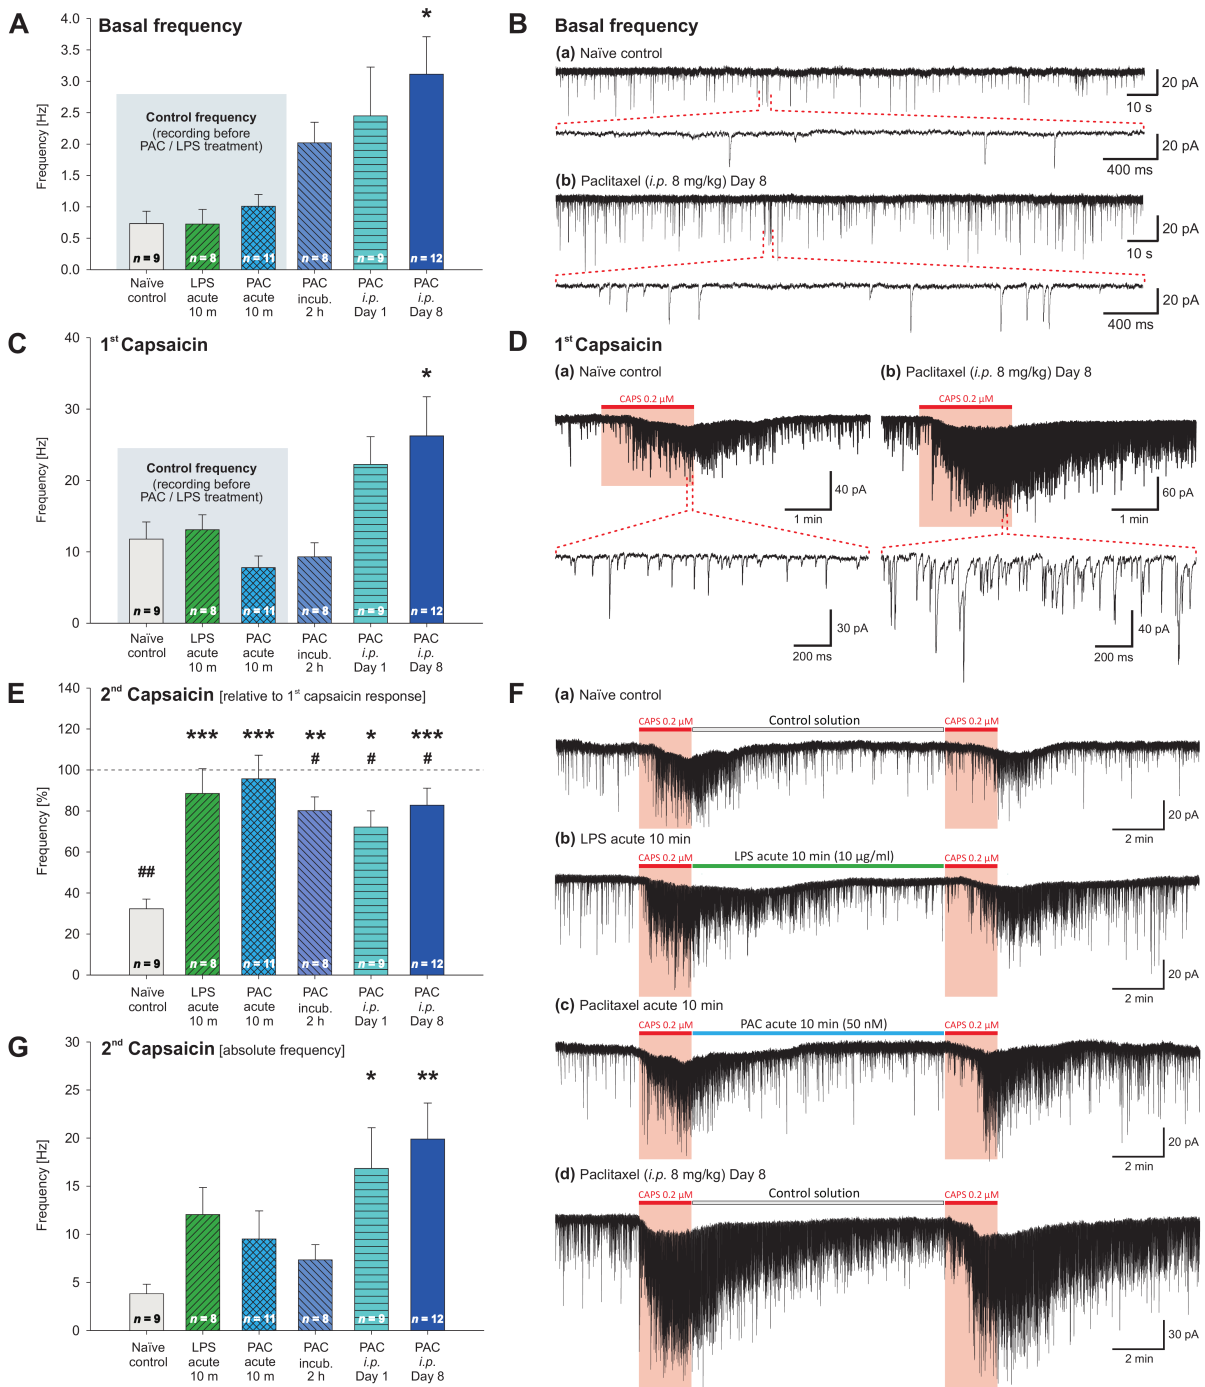 A Basal frequency
4.0
3.5
3.0
2.5
2.0
1.5
1.0
0.5
0.0
Frequency [Hz]
Control frequency
(recording before
PAC / LPS treatment)
*
n = 9 n = 8 n = 11 n = 8 n = 9 n = 12
Naïve control
LPS acute 10 m
PAC acute 10 m
PAC incub. 2 h
PAC i.p. Day 1
PAC i.p. Day 8
B Basal frequency
(a) Naïve control
20 pA
10 s
20 pA
400 ms
(b) Paclitaxel (i.p. 8 mg/kg) Day 8
20 pA
10 s
20 pA
400 ms
C 1st Capsaicin
40
30
20
10
0
Frequency [Hz]
Control frequency
(recording before
PAC / LPS treatment)
*
n = 9 n = 8 n = 11 n = 8 n = 9 n = 12
Naïve control
LPS acute 10 m
PAC acute 10 m
PAC incub. 2 h
PAC i.p. Day 1
PAC i.p. Day 8
D 1st Capsaicin
(a) Naïve control
CAPS 0.2 µM
40 pA
1 min
30 pA
200 ms
(b) Paclitaxel (i.p. 8 mg/kg) Day 8
CAPS 0.2 µM
60 pA
1 min
40 pA
200 ms
E 2nd Capsaicin [relative to 1st capsaicin response]
140
120
100
80
60
40
20
0
Frequency [%]
*** *** ** * ***
# # #
##
n = 9 n = 8 n = 11 n = 8 n = 9 n = 12
Naïve control
LPS acute 10 m
PAC acute 10 m
PAC incub. 2 h
PAC i.p. Day 1
PAC i.p. Day 8
F
(a) Naïve control
CAPS 0.2 µM Control solution CAPS 0.2 µM
20 pA
2 min
(b) LPS acute 10 min
CAPS 0.2 µM LPS acute 10 min (10 µg/ml) CAPS 0.2 µM
20 pA
2 min
(c) Paclitaxel acute 10 min
CAPS 0.2 µM PAC acute 10 min (50 nM) CAPS 0.2 µM
20 pA
2 min
(d) Paclitaxel (i.p. 8 mg/kg) Day 8
CAPS 0.2 µM Control solution CAPS 0.2 µM
30 pA
2 min
G 2nd Capsaicin [absolute frequency]
30
25
20
15
10
5
0
Frequency [Hz]
* **
n = 9 n = 8 n = 11 n = 8 n = 9 n = 12
Naïve control
LPS acute 10 m
PAC acute 10 m
PAC incub. 2 h
PAC i.p. Day 1
PAC i.p. Day 8